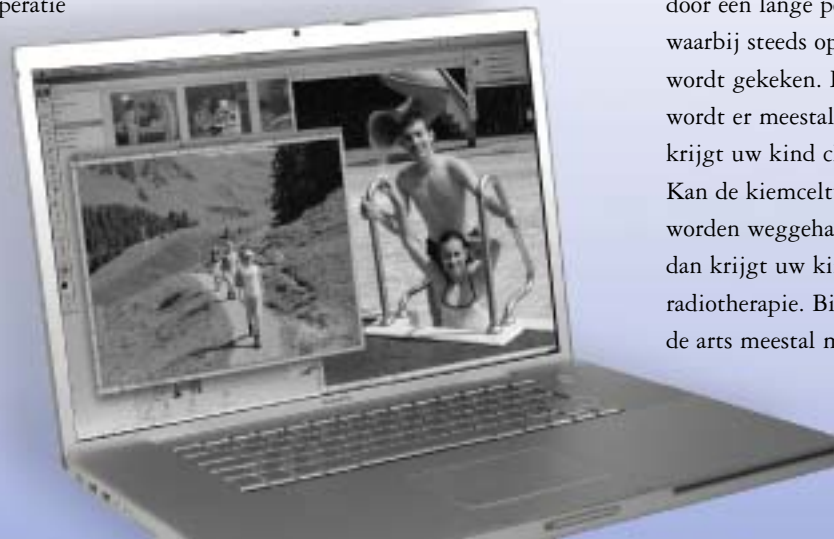 peratie
door een lange pe
waarbij steeds op
wordt gekeken.
wordt er meestal
krijgt uw kind c
Kan de kiemcelt
worden weggeha
dan krijgt uw ki
radiotherapie. Bi
de arts meestal n